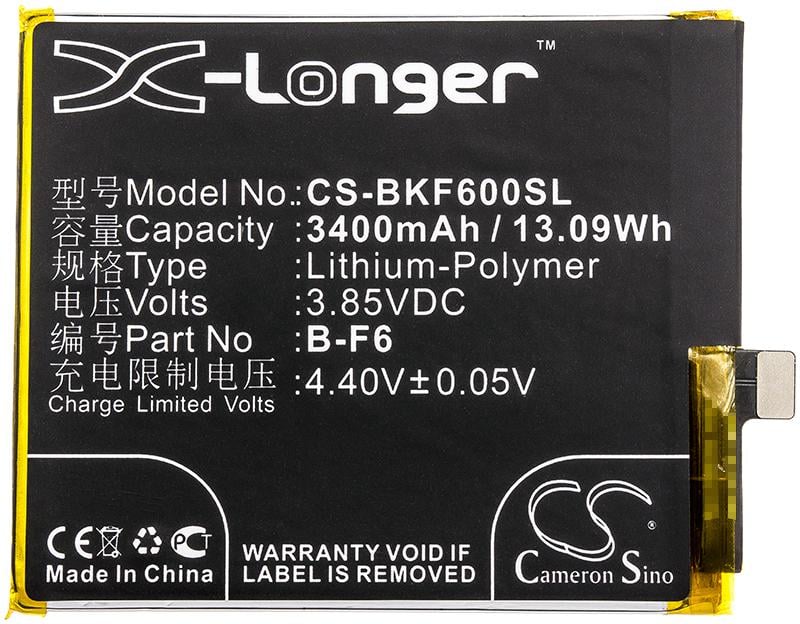 X-Longer™
型号Model No.: CS-BKF600SL
容量Capacity :3400mAh / 13.09Wh
规格Type :Lithium-Polymer
电压Volts :3.85VDC
编号Part No :B-F6
充电限制电压 :4.40V±0.05V
Charge Limited Volts
CE PCT
Made In China
WARRANTY VOID IF
LABEL IS REMOVED
CS ®
Cameron Sino